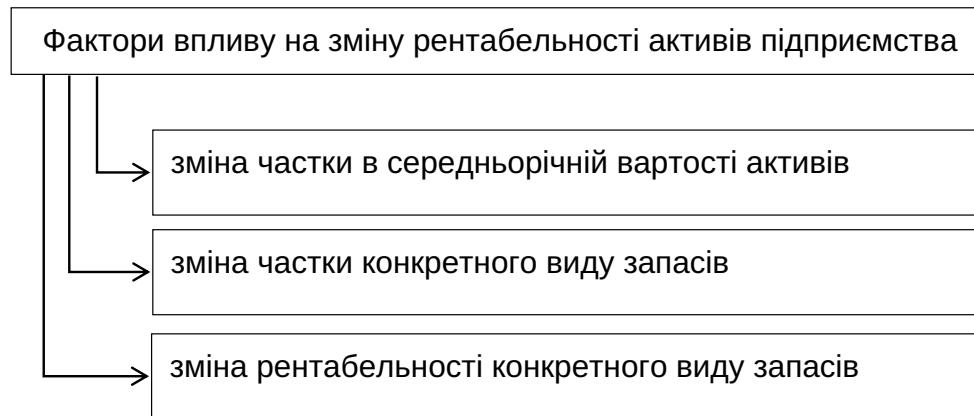 Фактори впливу на зміну рентабельності активів підприємства
зміна частки в середньорічній вартості активів
зміна частки конкретного виду запасів
зміна рентабельності конкретного виду запасів